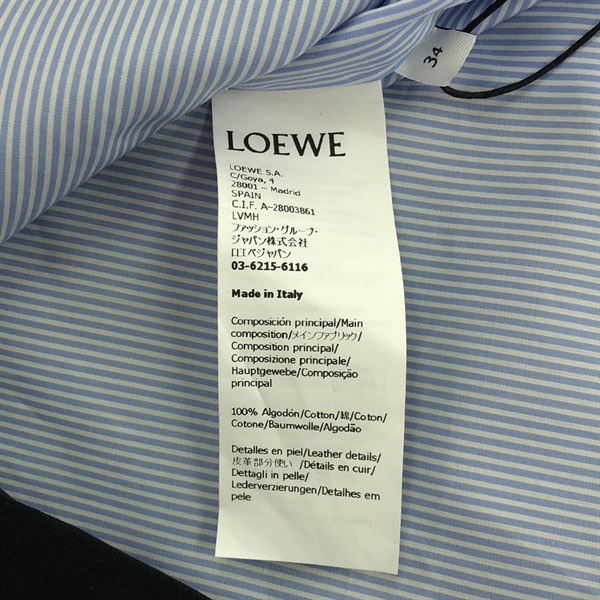 34
LOEWE
LOEWE S.A.
C/Goya, 4
28001 – Madrid
SPAIN
C.I.F. A-28003861
LVMH
ファッション・グループ・
ジャパン株式会社
ロエベジャパン
03-6215-6116
Made in Italy
Composición principal/Main
composition/メインファブリック/
Composition principal/
Composizione principale/
Hauptgewebe/Composição
principal
100% Algodón/Cotton/綿/Coton/
Cotone/Baumwolle/Algodão
Detalles en piel/Leather details/
皮革部分使い /Détails en cuir/
Dettagli in pelle/
Lederverzierungen/Detalhes em
pele